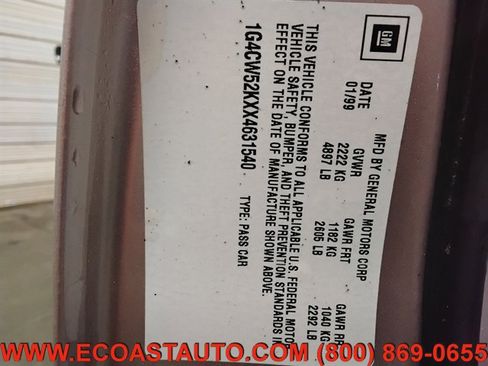 GM
MFD BY GENERAL MOTORS CORP
DATE GVWR GAWR FRT GAWR RR
01/99 2222 KG 1182 KG 1040 KG
4897 LB 2605 LB 2292 LB
THIS VEHICLE CONFORMS TO ALL APPLICABLE U.S. FEDERAL MOTO
VEHICLE SAFETY, BUMPER, AND THEFT PREVENTION STANDARDS IN
EFFECT ON THE DATE OF MANUFACTURE SHOWN ABOVE.
1G4CW52KXX4631540 TYPE: PASS CAR
WWW.ECOASTAUTO.COM (800) 869-0655